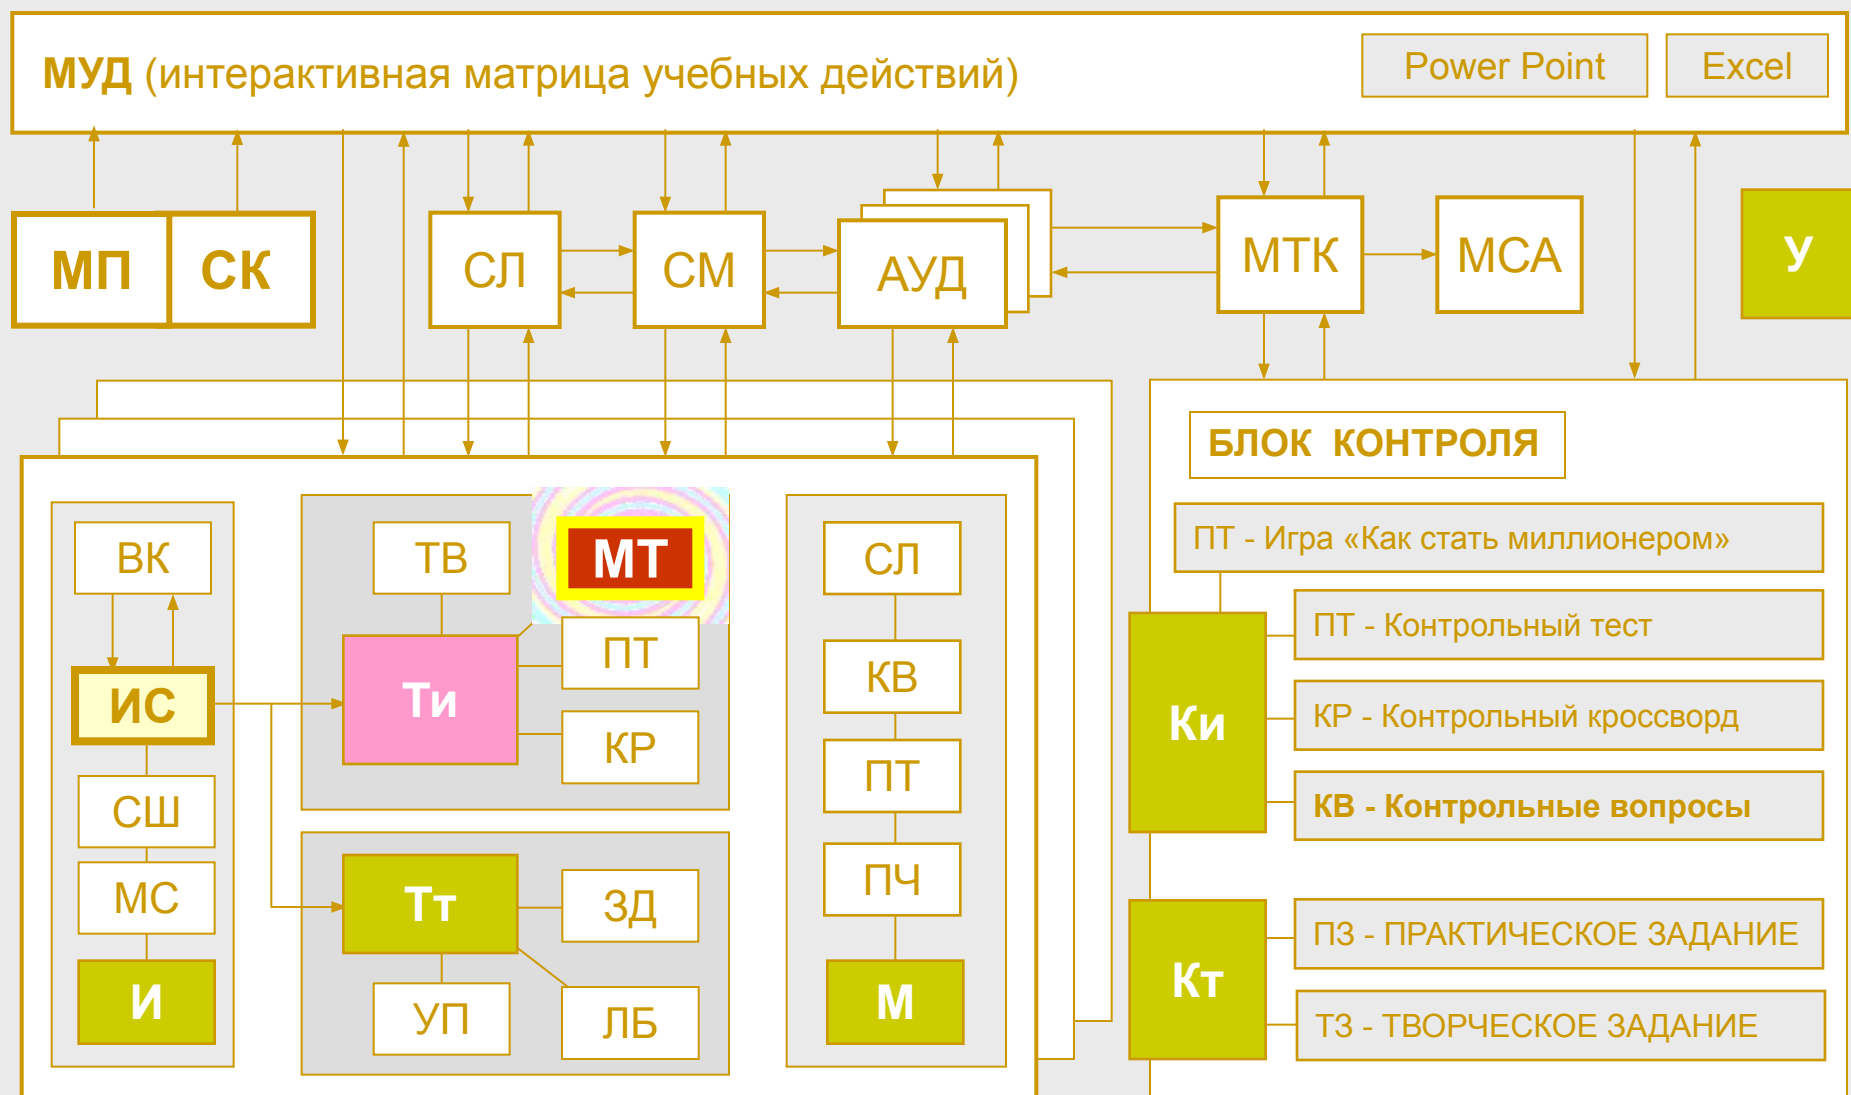 МУД (интерактивная матрица учебных действий)
Power Point
Excel
МП
СК
СЛ
СМ
АУД
МТК
МСА
У
БЛОК КОНТРОЛЯ
ВК
ИС
СШ
МС
И
ТВ
МТ
Ти
ПТ
КР
Тт
ЗД
УП
ЛБ
СЛ
КВ
ПТ
ПЧ
М
ПТ - Игра «Как стать миллионером»
Ки
ПТ - Контрольный тест
КР - Контрольный кроссворд
КВ - Контрольные вопросы
Кт
ПЗ - ПРАКТИЧЕСКОЕ ЗАДАНИЕ
ТЗ - ТВОРЧЕСКОЕ ЗАДАНИЕ